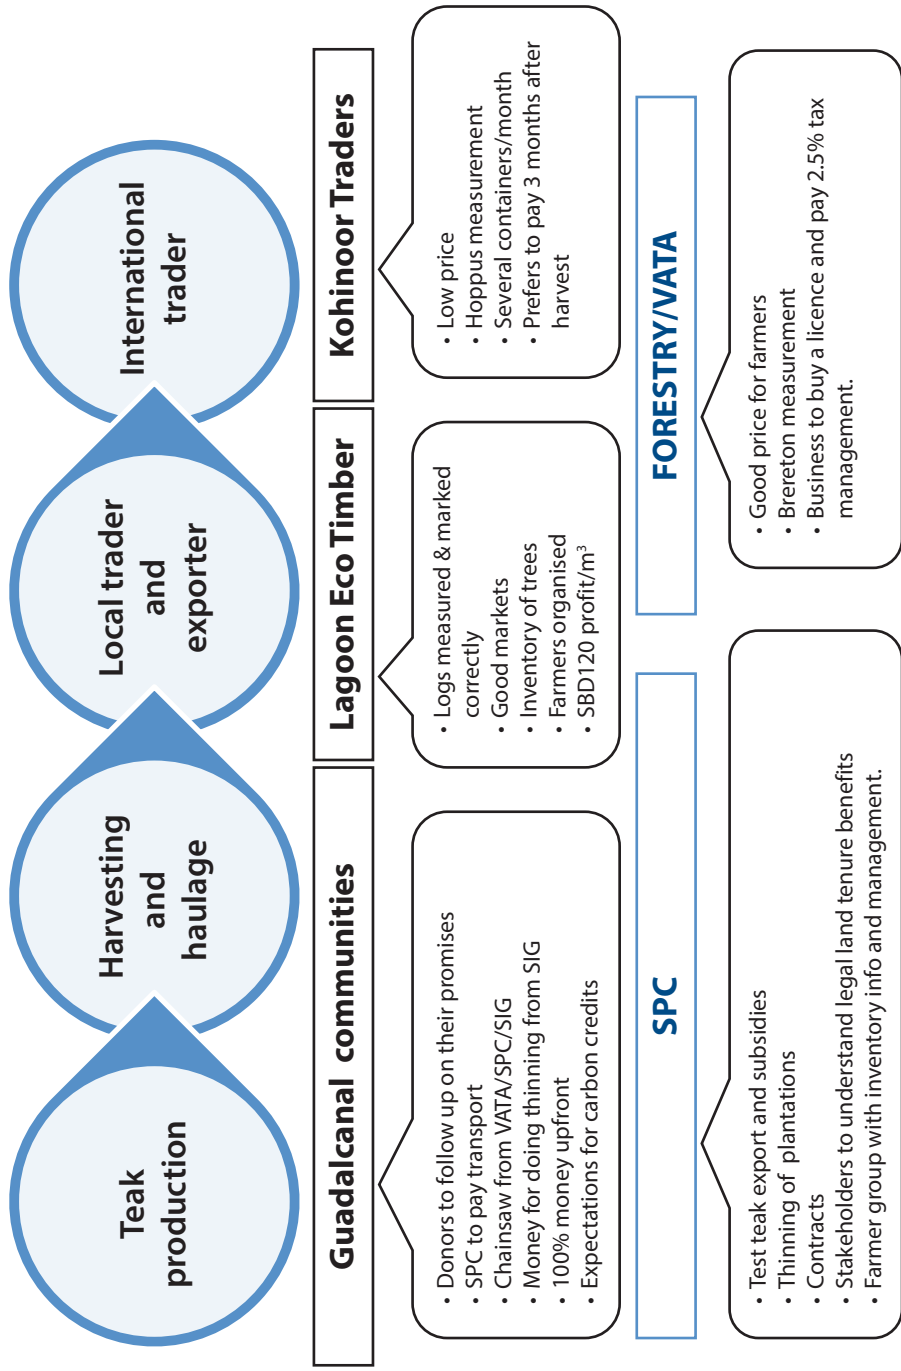 Teak
production
Harvesting
and
haulage
Local trader
and
exporter
International
trader
Guadalcanal communities
Lagoon Eco Timber
Kohinoor Traders
• Donors to follow up on their promises
• SPC to pay transport
• Chainsaw from VATA/SPC/SIG
• Money for doing thinning from SIG
• 100% money upfront
• Expectations for carbon credits
• Logs measured & marked
correctly
• Good markets
• Inventory of trees
• Farmers organised
• SBD120 profit/m³
• Low price
• Hoppus measurement
• Several containers/month
• Prefers to pay 3 months after
harvest
SPC
FORESTRY/VATA
• Test teak export and subsidies
• Thinning of plantations
• Contracts
• Stakeholders to understand legal land tenure benefits
• Farmer group with inventory info and management.
• Good price for farmers
• Brereton measurement
• Business to buy a licence and pay 2.5% tax
management.